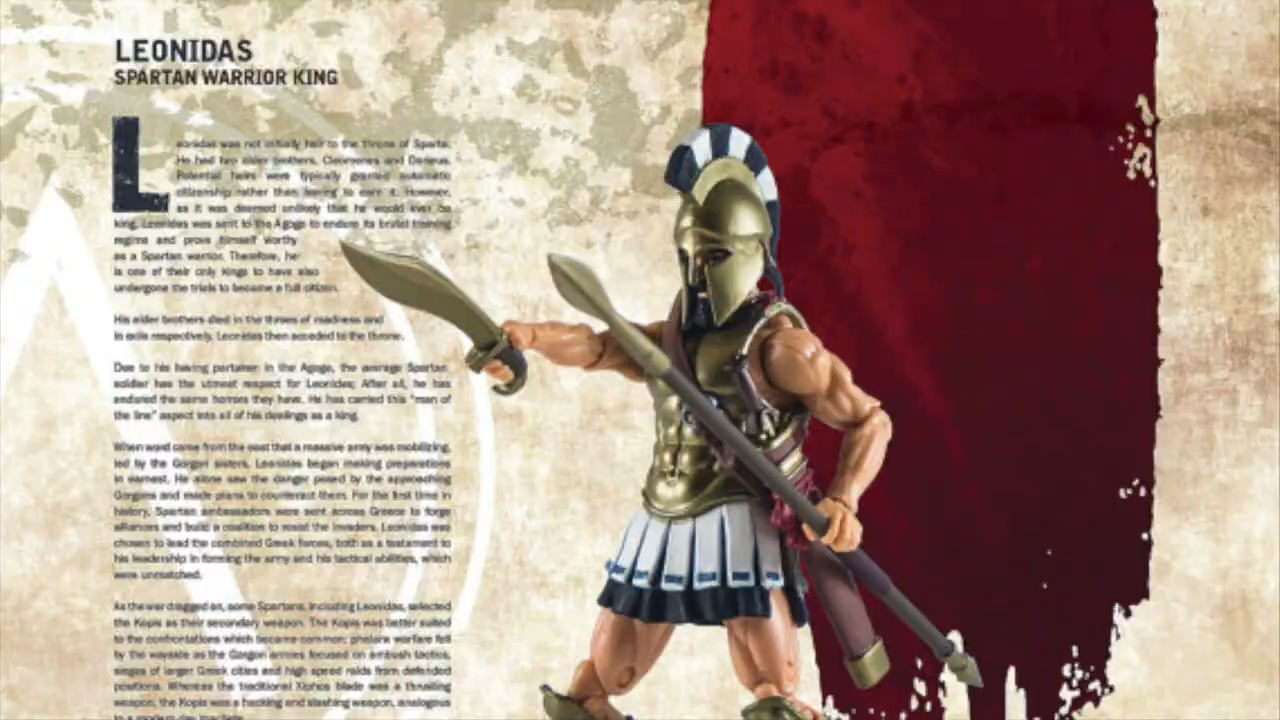 LEONIDAS
SPARTAN WARRIOR KING
Leonidas was not initially heir to the throne of Sparta.
He had two older brothers, Cleomenes and Dorieus.
Potential heirs were typically granted automatic
citizenship rather than having to earn it. However,
as it was deemed unlikely that he would ever be
king, Leonidas was sent to the Agoge to endure its brutal training
regime and prove himself worthy
as a Spartan warrior. Therefore, he
is one of their only kings to have also
undergone the trials to become a full citizen.
His elder brothers died in the throes of madness and
in exile respectively, Leonidas then acceded to the throne.
Due to his having partaken in the Agoge, the average Spartan
soldier has the utmost respect for Leonidas; After all, he has
endured the same horrors they have. He has carried this "man of
the line" aspect into all of his dealings as a king.
When word came from the east that a massive army was mobilizing,
led by the Gorgon sisters, Leonidas began making preparations
in earnest. He alone saw the danger posed by the approaching
Gorgons and made plans to counteract them. For the first time in
history, Spartan ambassadors were sent across Greece to forge
alliances and build a coalition to resist the invaders. Leonidas was
chosen to lead the combined Greek forces, both as a testament to
his leadership in forming the army and his tactical abilities, which
were unmatched.
As the war dragged on, some Spartans, including Leonidas, selected
the Kopis as their secondary weapon. The Kopis was better suited
to the confrontations which became common; phalanx warfare fell
by the wayside as the Gorgon armies focused on ambush tactics,
sieges of larger Greek cities and high speed raids from defended
positions. Whereas the traditional Xiphos blade was a thrusting
weapon, the Kopis was a hacking and slashing weapon, analogous
to a modern day machete.